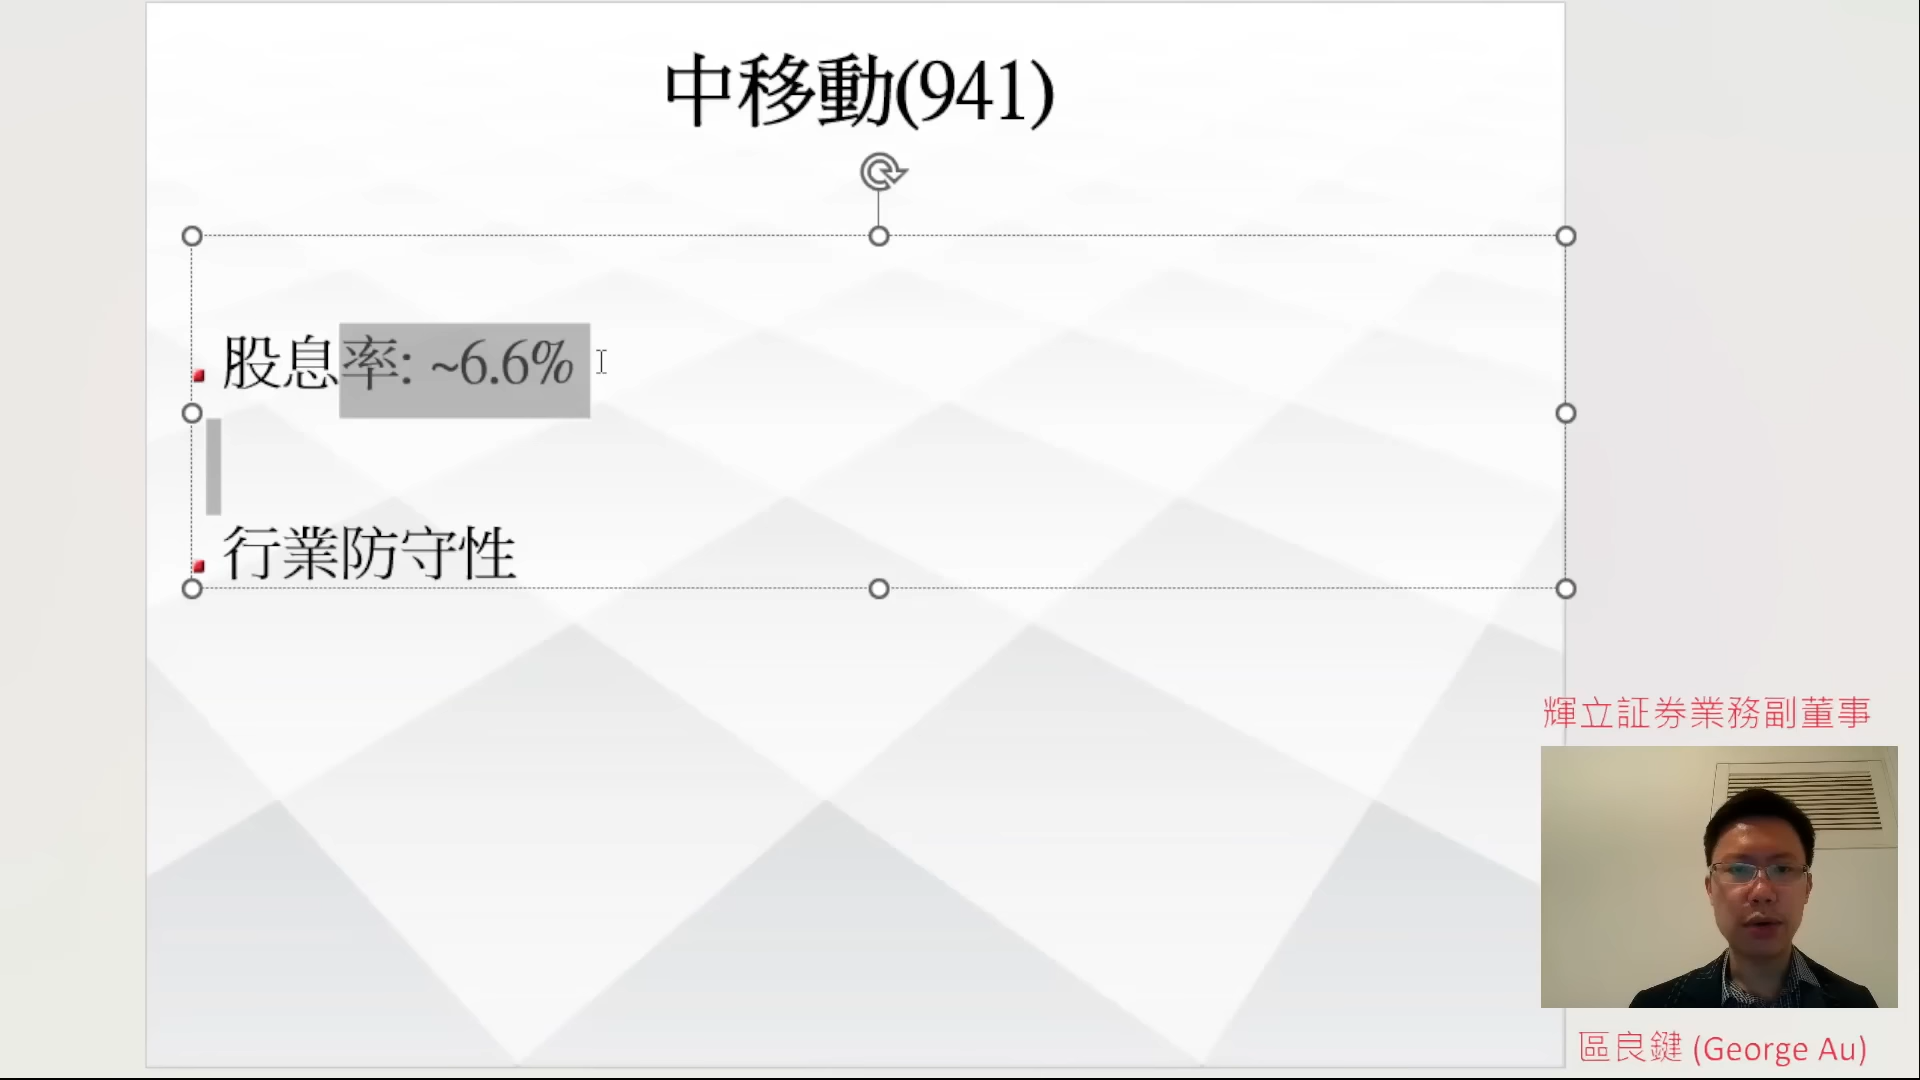 中移動(941)
股息率: ~6.6%
行業防守性
輝立証券業務副董事
區良鍵 (George Au)